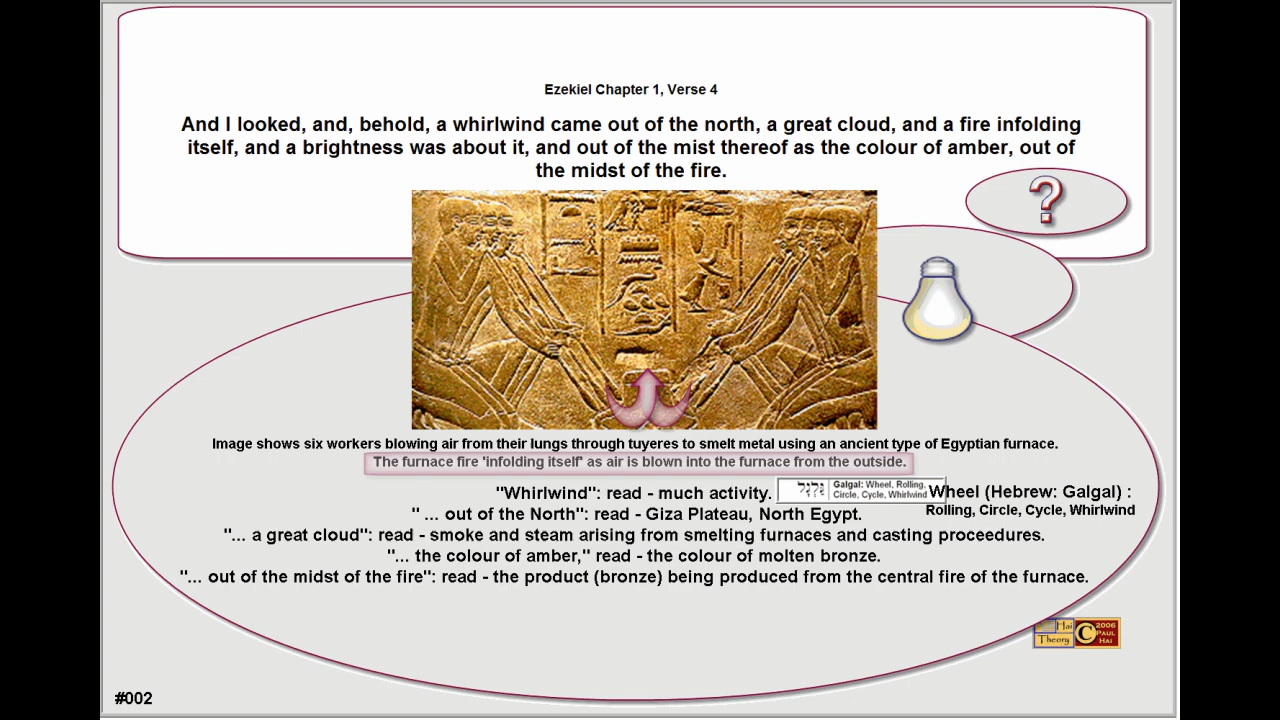 Ezekiel Chapter 1, Verse 4
And I looked, and, behold, a whirlwind came out of the north, a great cloud, and a fire infolding
itself, and a brightness was about it, and out of the mist thereof as the colour of amber, out of
the midst of the fire.
?
Image shows six workers blowing air from their lungs through tuyeres to smelt metal using an ancient type of Egyptian furnace.
The furnace fire 'infolding itself' as air is blown into the furnace from the outside.
"Whirlwind": read - much activity.
גלגל
Galgal: Wheel, Rolling,
Circle, Cycle, Whirlwind
Wheel (Hebrew: Galgal) :
Rolling, Circle, Cycle, Whirlwind
" ... out of the North": read - Giza Plateau, North Egypt.
"... a great cloud": read - smoke and steam arising from smelting furnaces and casting proceedures.
"... the colour of amber," read - the colour of molten bronze.
"... out of the midst of the fire": read - the product (bronze) being produced from the central fire of the furnace.
Hai
Theory
©
2006
PAUL
HAI
#002